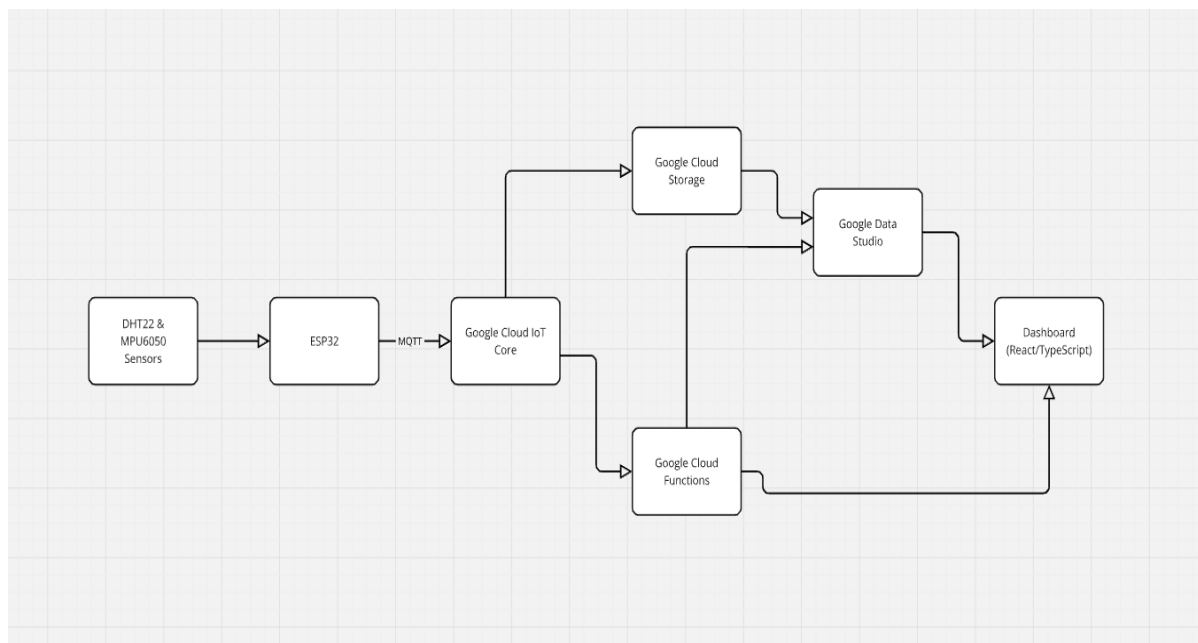 Google Cloud
Storage
Google Data
Studio
DHT22 &
MPU6050
Sensors
ESP32
MQTT
Google Cloud IoT
Core
Dashboard
(React/TypeScript)
Google Cloud
Functions